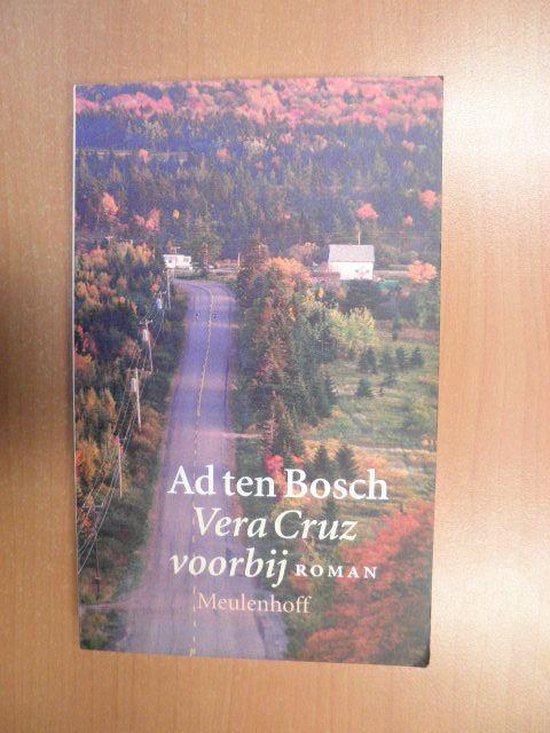 Ad ten Bosch
Vera Cruz
voorbij ROMAN
Meulenhoff